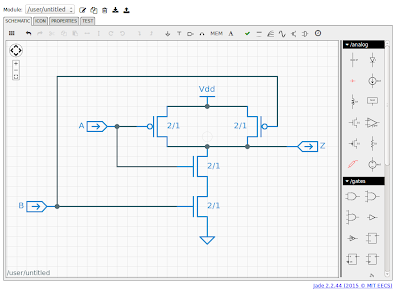 Module: /user/untitled
SCHEMATIC ICON PROPERTIES TEST
MEM A
/analog
Vdd
A 2/1 2/1 Z
2/1
/gates
B 2/1
/user/untitled
Jade 2.2.44 (2015 © MIT EECS)